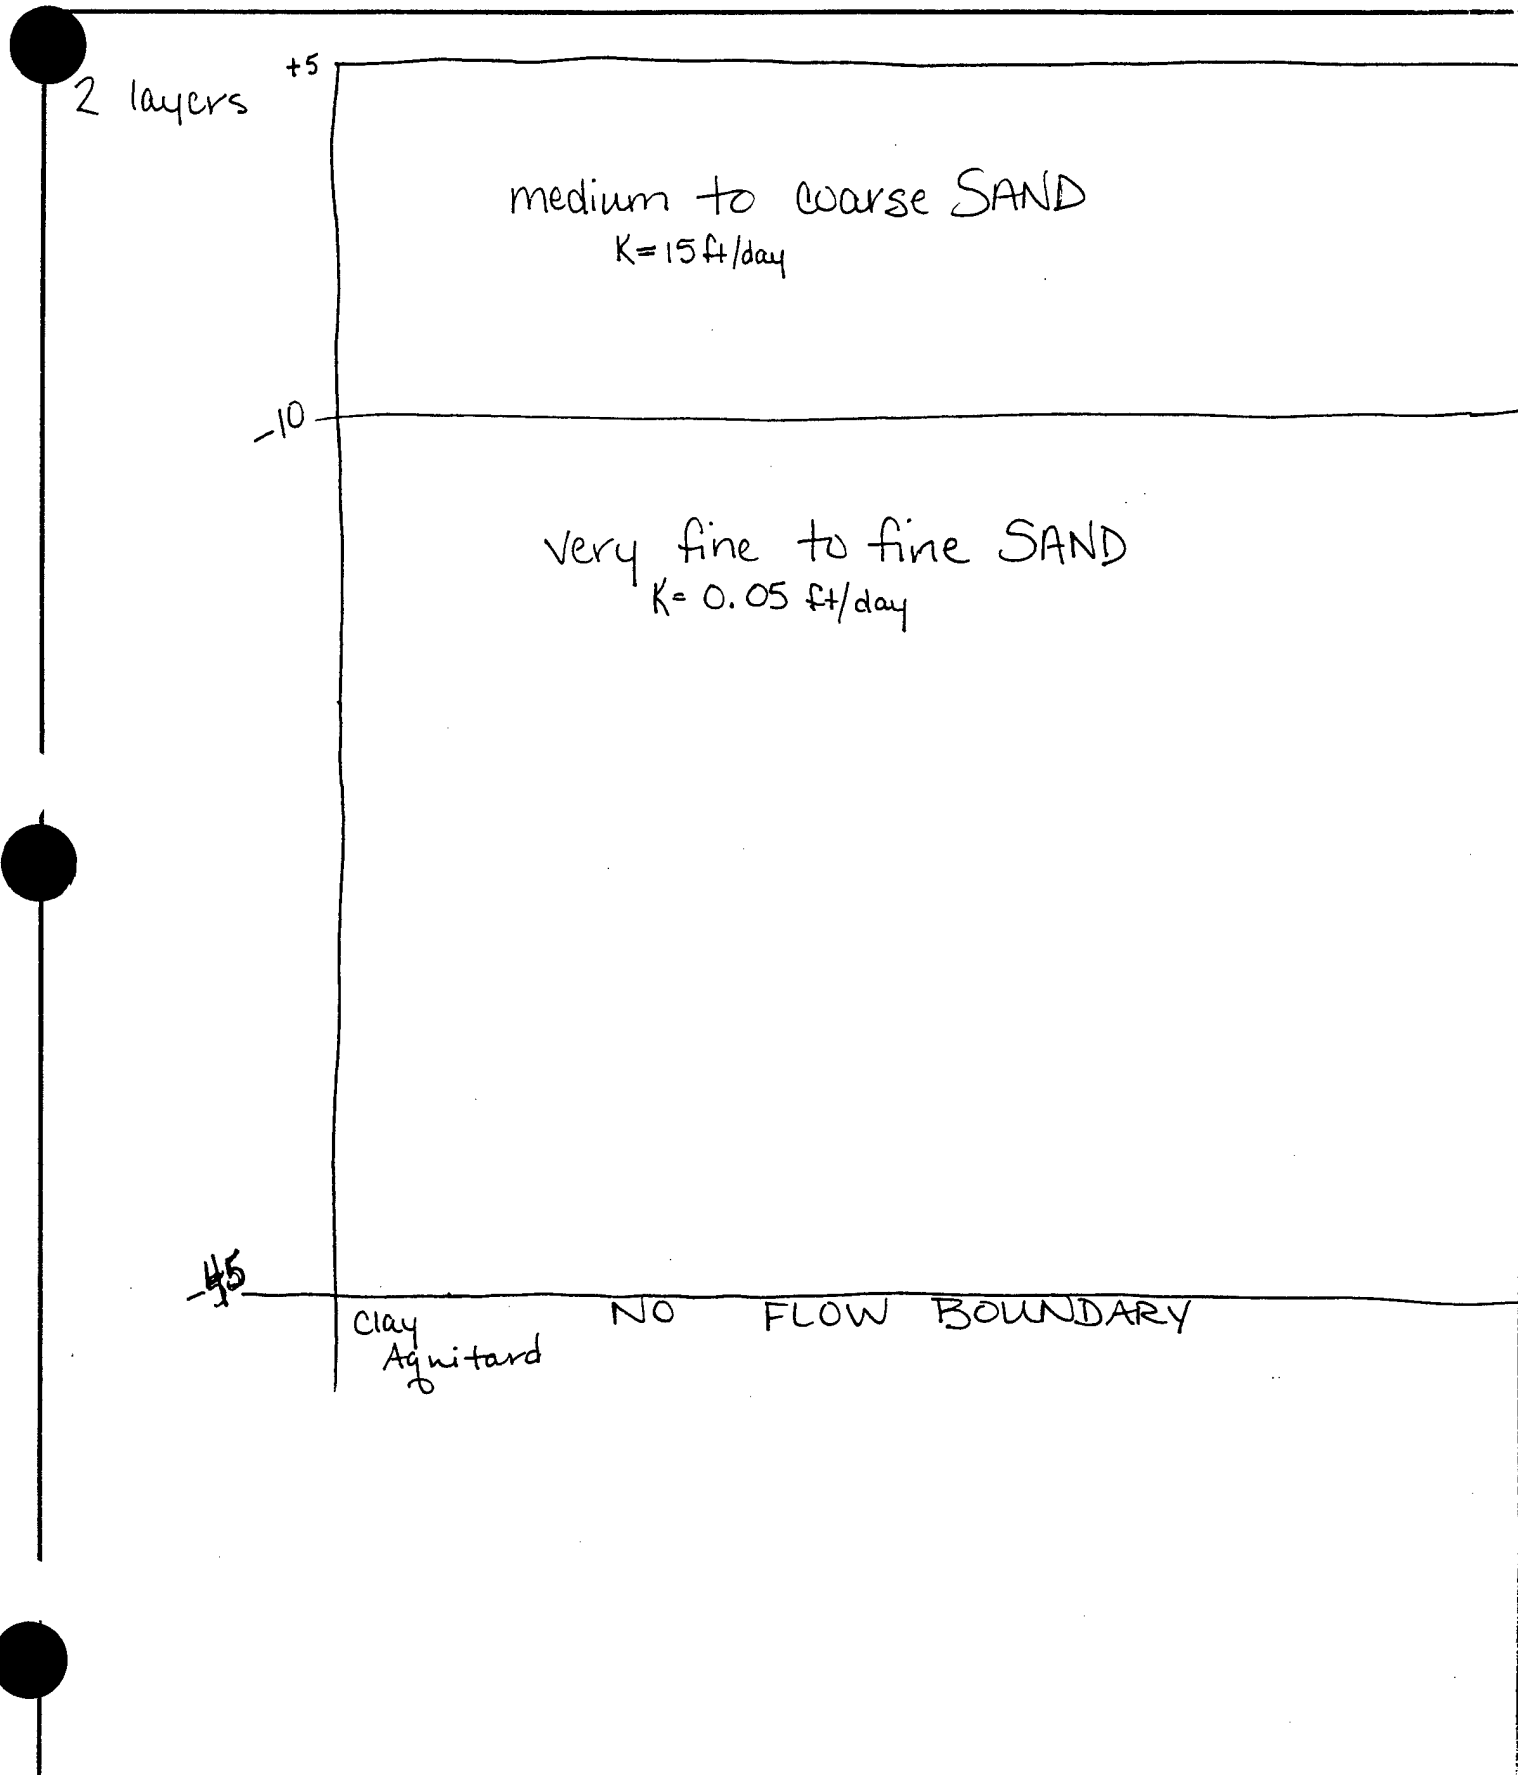 +5
2 layers
medium to coarse SAND
K=15 ft/day
-10
very fine to fine SAND
K= 0.05 ft/day
-45
Clay NO FLOW BOUNDARY
Aquitard